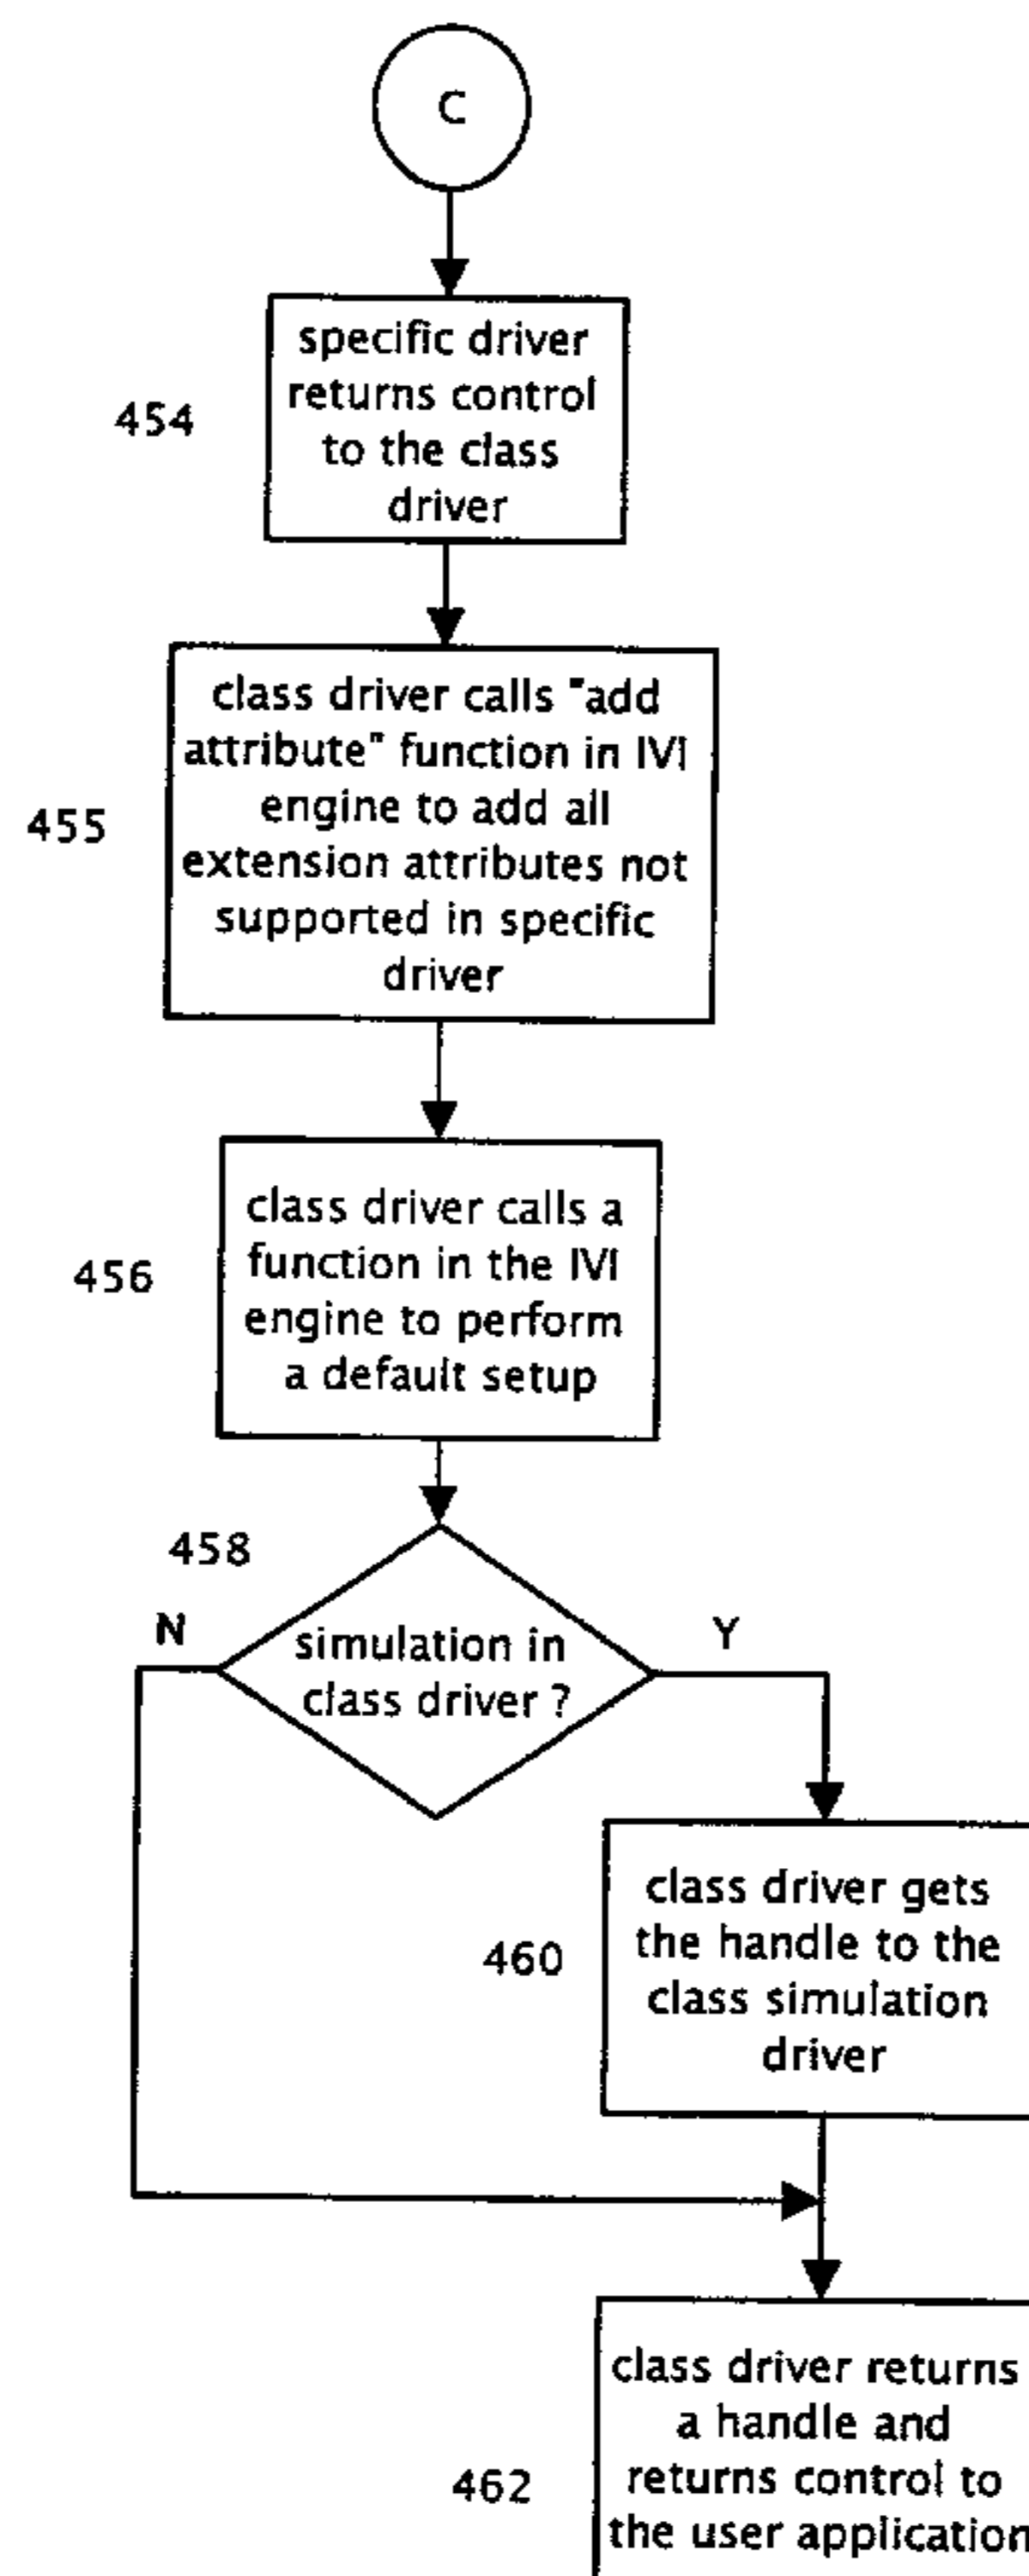 C
454
specific driver
returns control
to the class
driver
455
class driver calls "add
attribute" function in IVI
engine to add all
extension attributes not
supported in specific
driver
456
class driver calls a
function in the IVI
engine to perform
a default setup
458
N
Y
simulation in
class driver ?
460
class driver gets
the handle to the
class simulation
driver
462
class driver returns
a handle and
returns control to
the user application